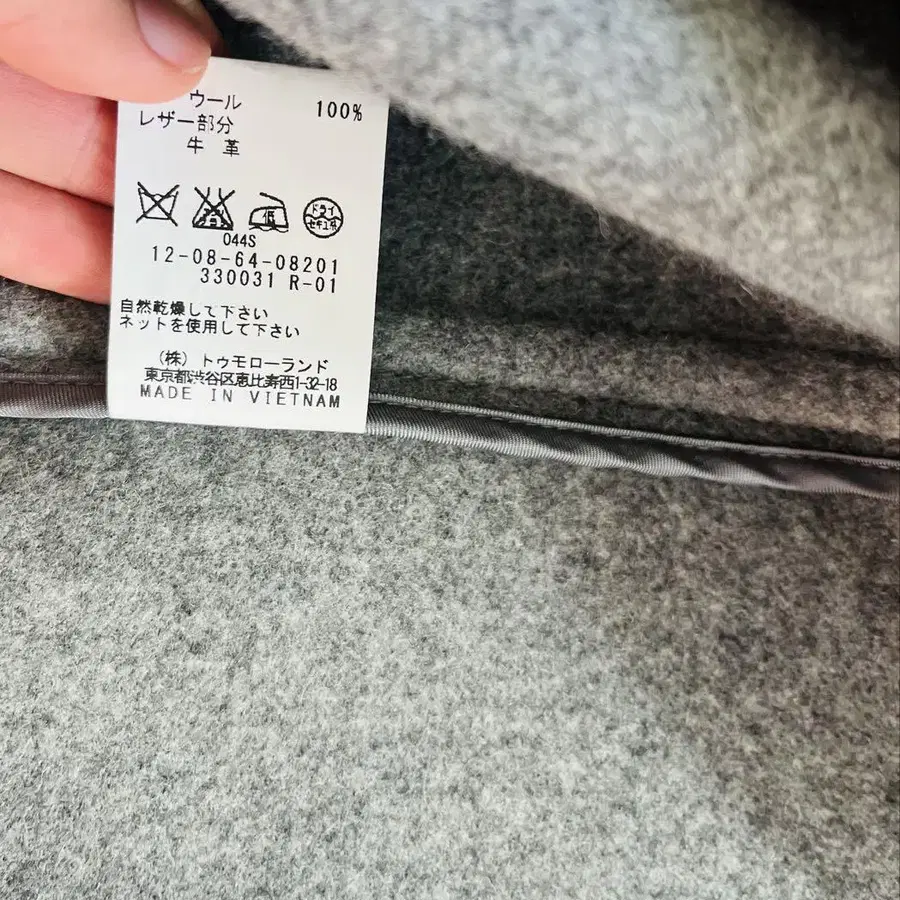 ウール 100%
レザー部分
牛 革
低 ドライ
セキユ系
044S
12-08-64-08201
330031 R-01
自然乾燥して下さい
ネットを使用して下さい
(株) トゥモローランド
東京都渋谷区恵比寿西1-32-18
MADE IN VIETNAM